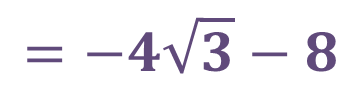 = −4√3 − 8